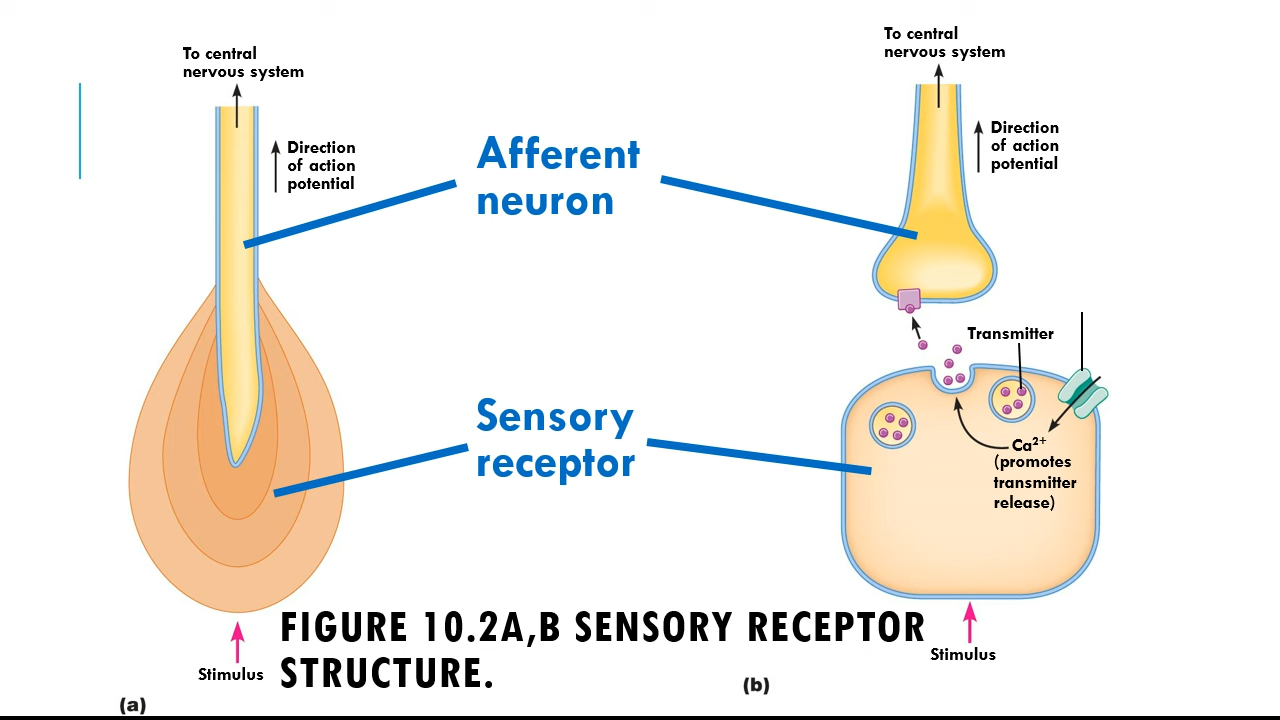 To central
nervous system
Direction
of action
potential
Afferent
neuron
Sensory
receptor
Stimulus
(a)
To central
nervous system
Direction
of action
potential
Transmitter
Ca²⁺
(promotes
transmitter
release)
Stimulus
(b)
FIGURE 10.2A,B SENSORY RECEPTOR
STRUCTURE.